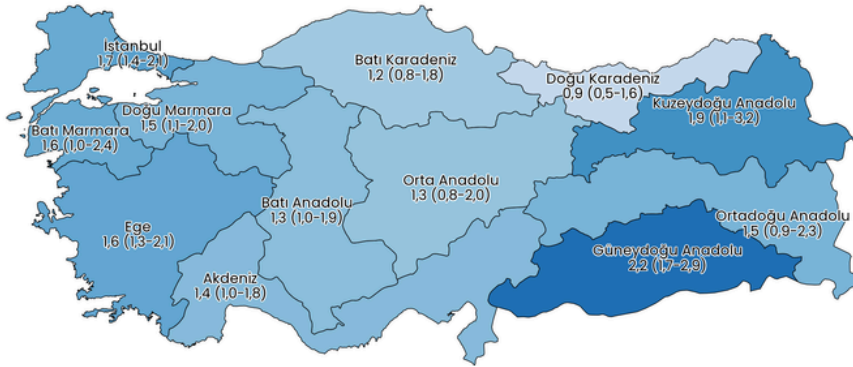 İstanbul
1,7 (1,4-2,1)
Batı Karadeniz
1,2 (0,8-1,8)
Doğu Karadeniz
0,9 (0,5-1,6)
Kuzeydoğu Anadolu
1,9 (1,1-3,2)
Doğu Marmara
1,5 (1,1-2,0)
Batı Marmara
1,6 (1,0-2,4)
Orta Anadolu
1,3 (0,8-2,0)
Batı Anadolu
1,3 (1,0-1,9)
Ortadoğu Anadolu
1,5 (0,9-2,3)
Ege
1,6 (1,3-2,1)
Güneydoğu Anadolu
2,2 (1,7-2,9)
Akdeniz
1,4 (1,0-1,8)